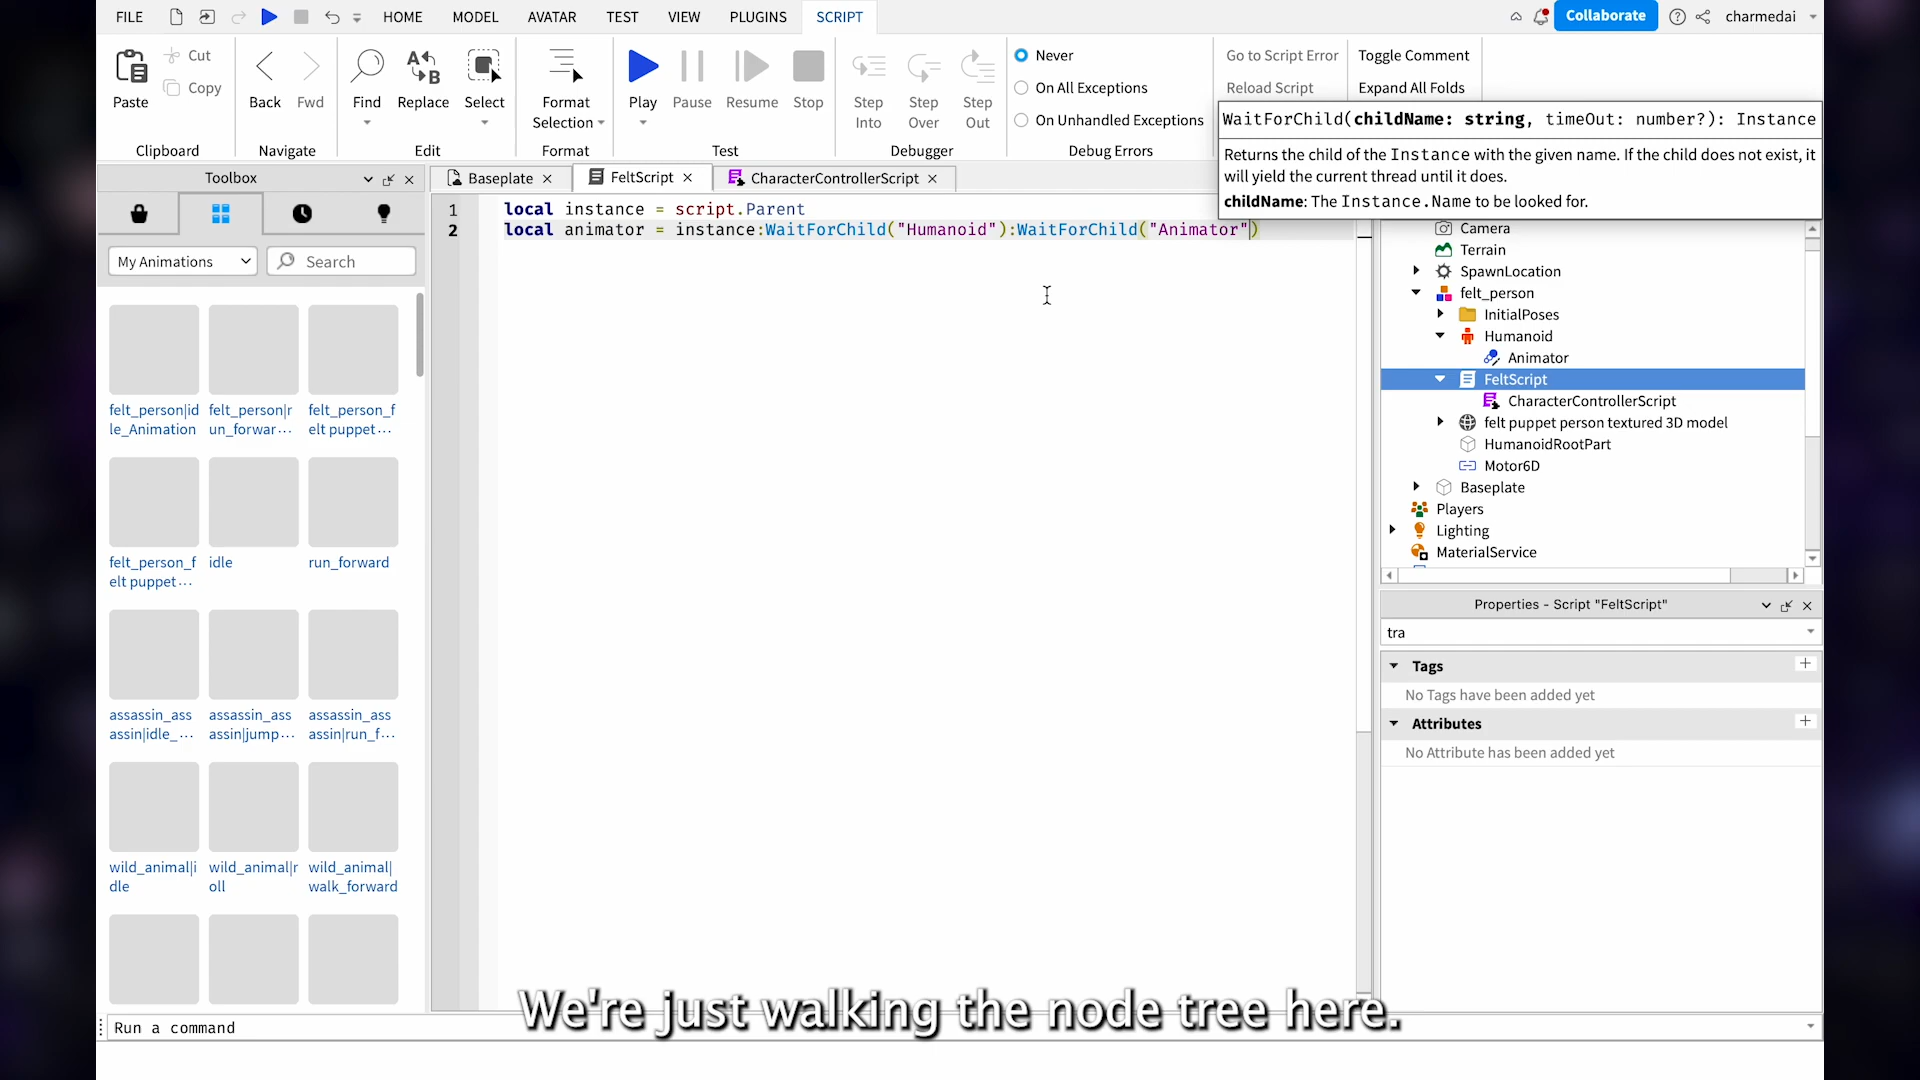 FILE HOME MODEL AVATAR TEST VIEW PLUGINS SCRIPT Collaborate charmedai
Paste Cut Copy Back Fwd Find Replace Select Format Selection Play Pause Resume Stop Step Into Step Over Step Out
Never
On All Exceptions
On Unhandled Exceptions
Go to Script Error
Reload Script
Toggle Comment
Expand All Folds
Clipboard Navigate Edit Format Test Debugger Debug Errors
WaitForChild(childName: string, timeOut: number?): Instance
Returns the child of the Instance with the given name. If the child does not exist, it
will yield the current thread until it does.
childName: The Instance.Name to be looked for.
Toolbox
My Animations Search
felt_person|id
le_Animation
felt_person|r
un_forwar...
felt_person_f
elt puppet...
felt_person_f
elt puppet...
idle
run_forward
assassin_ass
assin|idle_...
assassin_ass
assin|jump...
assassin_ass
assin|run_f...
wild_animal|i
dle
wild_animal|r
oll
wild_animal|
walk_forward
Baseplate FeltScript CharacterControllerScript
1 local instance = script.Parent
2 local animator = instance:WaitForChild("Humanoid"):WaitForChild("Animator")
Camera
Terrain
SpawnLocation
felt_person
InitialPoses
Humanoid
Animator
FeltScript
CharacterControllerScript
felt puppet person textured 3D model
HumanoidRootPart
Motor6D
Baseplate
Players
Lighting
MaterialService
Properties - Script "FeltScript"
tra
Tags
No Tags have been added yet
Attributes
No Attribute has been added yet
We're just walking the node tree here.
Run a command